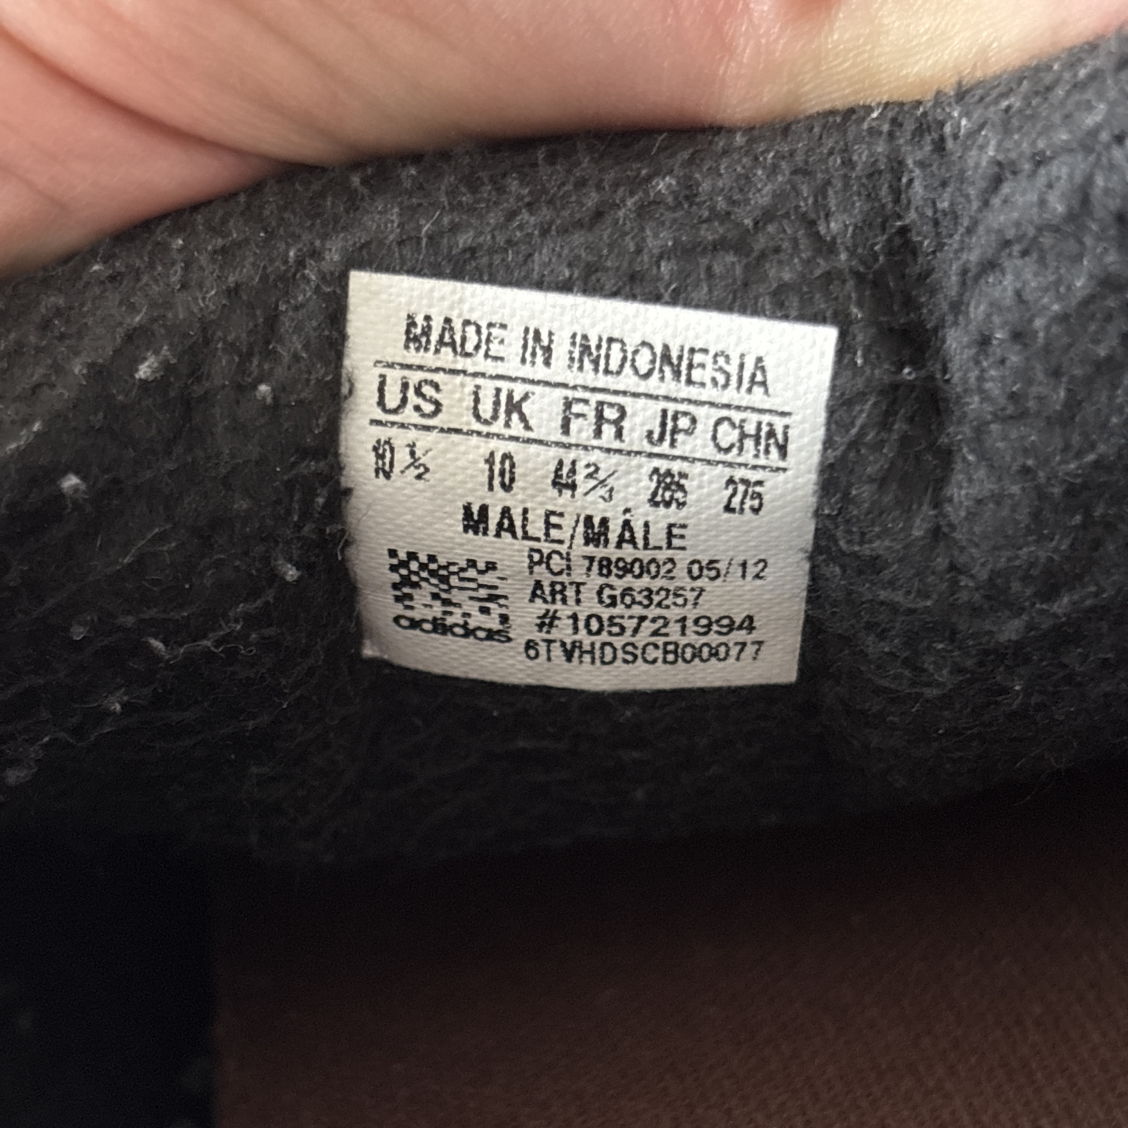 MADE IN INDONESIA
US UK FR JP CHN
10 ½ 10 44 ⅔ 285 275
MALE/MÂLE
PCI 789002 05/12
ART G63257
#105721994
adidas 6TVHDSCB00077